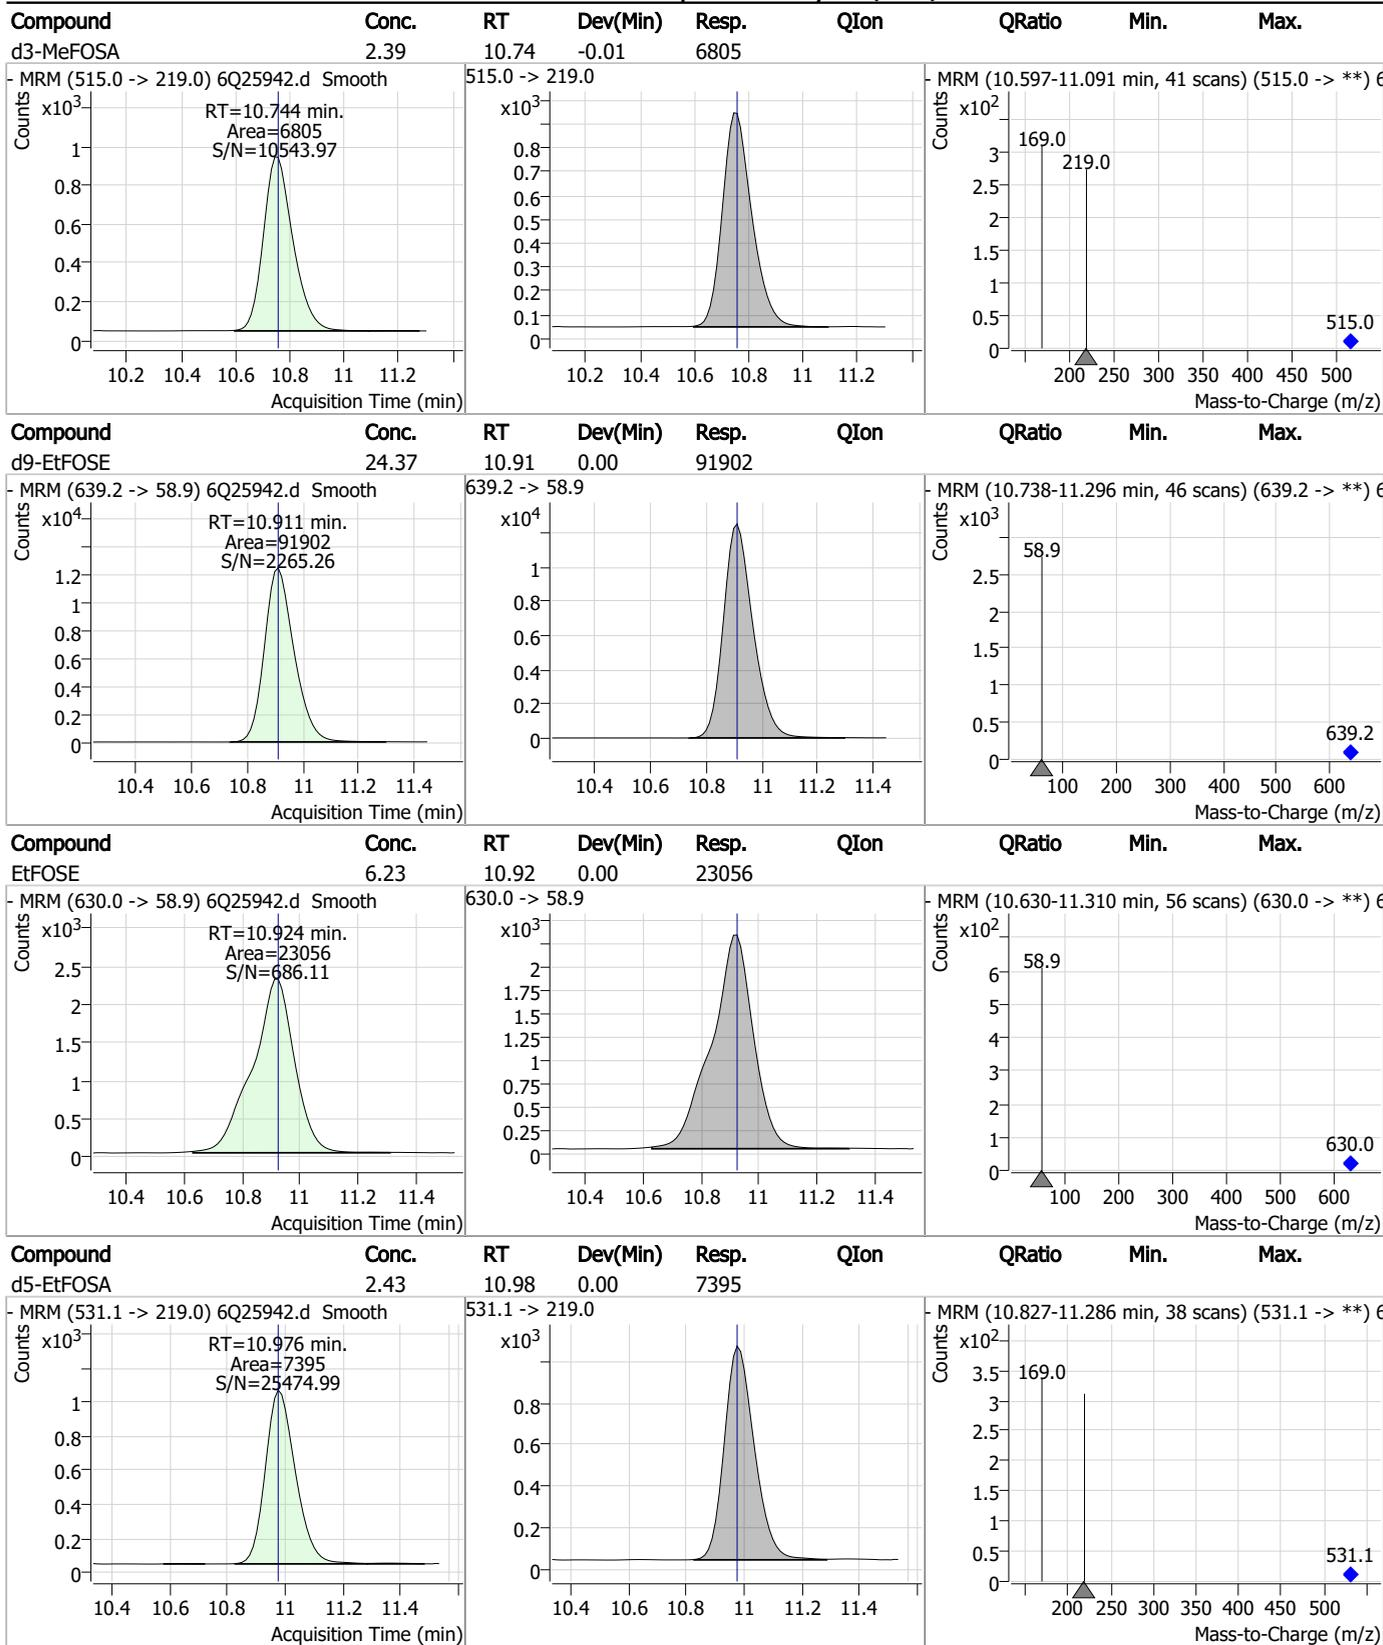 Compound Conc. RT Dev(Min) Resp. QIon QRatio Min. Max.
d3-MeFOSA 2.39 10.74 -0.01 6805
- MRM (515.0 -> 219.0) 6Q25942.d Smooth
515.0 -> 219.0
- MRM (10.597-11.091 min, 41 scans) (515.0 -> **) 6
Counts
x10³
RT=10.744 min.
Area=6805
S/N=10543.97
1
0.8
0.6
0.4
0.2
0
10.2 10.4 10.6 10.8 11 11.2
Acquisition Time (min)
x10³
0.8
0.7
0.6
0.5
0.4
0.3
0.2
0.1
0
10.2 10.4 10.6 10.8 11 11.2
Counts
x10²
169.0
219.0
3
2.5
2
1.5
1
0.5
0
515.0
200 250 300 350 400 450 500
Mass-to-Charge (m/z)
Compound Conc. RT Dev(Min) Resp. QIon QRatio Min. Max.
d9-EtFOSE 24.37 10.91 0.00 91902
- MRM (639.2 -> 58.9) 6Q25942.d Smooth
639.2 -> 58.9
- MRM (10.738-11.296 min, 46 scans) (639.2 -> **) 6
Counts
x10⁴
RT=10.911 min.
Area=91902
S/N=2265.26
1.2
1
0.8
0.6
0.4
0.2
0
10.4 10.6 10.8 11 11.2 11.4
Acquisition Time (min)
x10⁴
1
0.8
0.6
0.4
0.2
0
10.4 10.6 10.8 11 11.2 11.4
Counts
x10³
58.9
2.5
2
1.5
1
0.5
0
639.2
100 200 300 400 500 600
Mass-to-Charge (m/z)
Compound Conc. RT Dev(Min) Resp. QIon QRatio Min. Max.
EtFOSE 6.23 10.92 0.00 23056
- MRM (630.0 -> 58.9) 6Q25942.d Smooth
630.0 -> 58.9
- MRM (10.630-11.310 min, 56 scans) (630.0 -> **) 6
Counts
x10³
RT=10.924 min.
Area=23056
S/N=686.11
2.5
2
1.5
1
0.5
0
10.4 10.6 10.8 11 11.2 11.4
Acquisition Time (min)
x10³
2
1.75
1.5
1.25
1
0.75
0.5
0.25
0
10.4 10.6 10.8 11 11.2 11.4
Counts
x10²
58.9
6
5
4
3
2
1
0
630.0
100 200 300 400 500 600
Mass-to-Charge (m/z)
Compound Conc. RT Dev(Min) Resp. QIon QRatio Min. Max.
d5-EtFOSA 2.43 10.98 0.00 7395
- MRM (531.1 -> 219.0) 6Q25942.d Smooth
531.1 -> 219.0
- MRM (10.827-11.286 min, 38 scans) (531.1 -> **) 6
Counts
x10³
RT=10.976 min.
Area=7395
S/N=25474.99
1
0.8
0.6
0.4
0.2
0
10.4 10.6 10.8 11 11.2 11.4
Acquisition Time (min)
x10³
0.8
0.6
0.4
0.2
0
10.4 10.6 10.8 11 11.2 11.4
Counts
x10²
169.0
3.5
3
2.5
2
1.5
1
0.5
0
531.1
200 250 300 350 400 450 500
Mass-to-Charge (m/z)